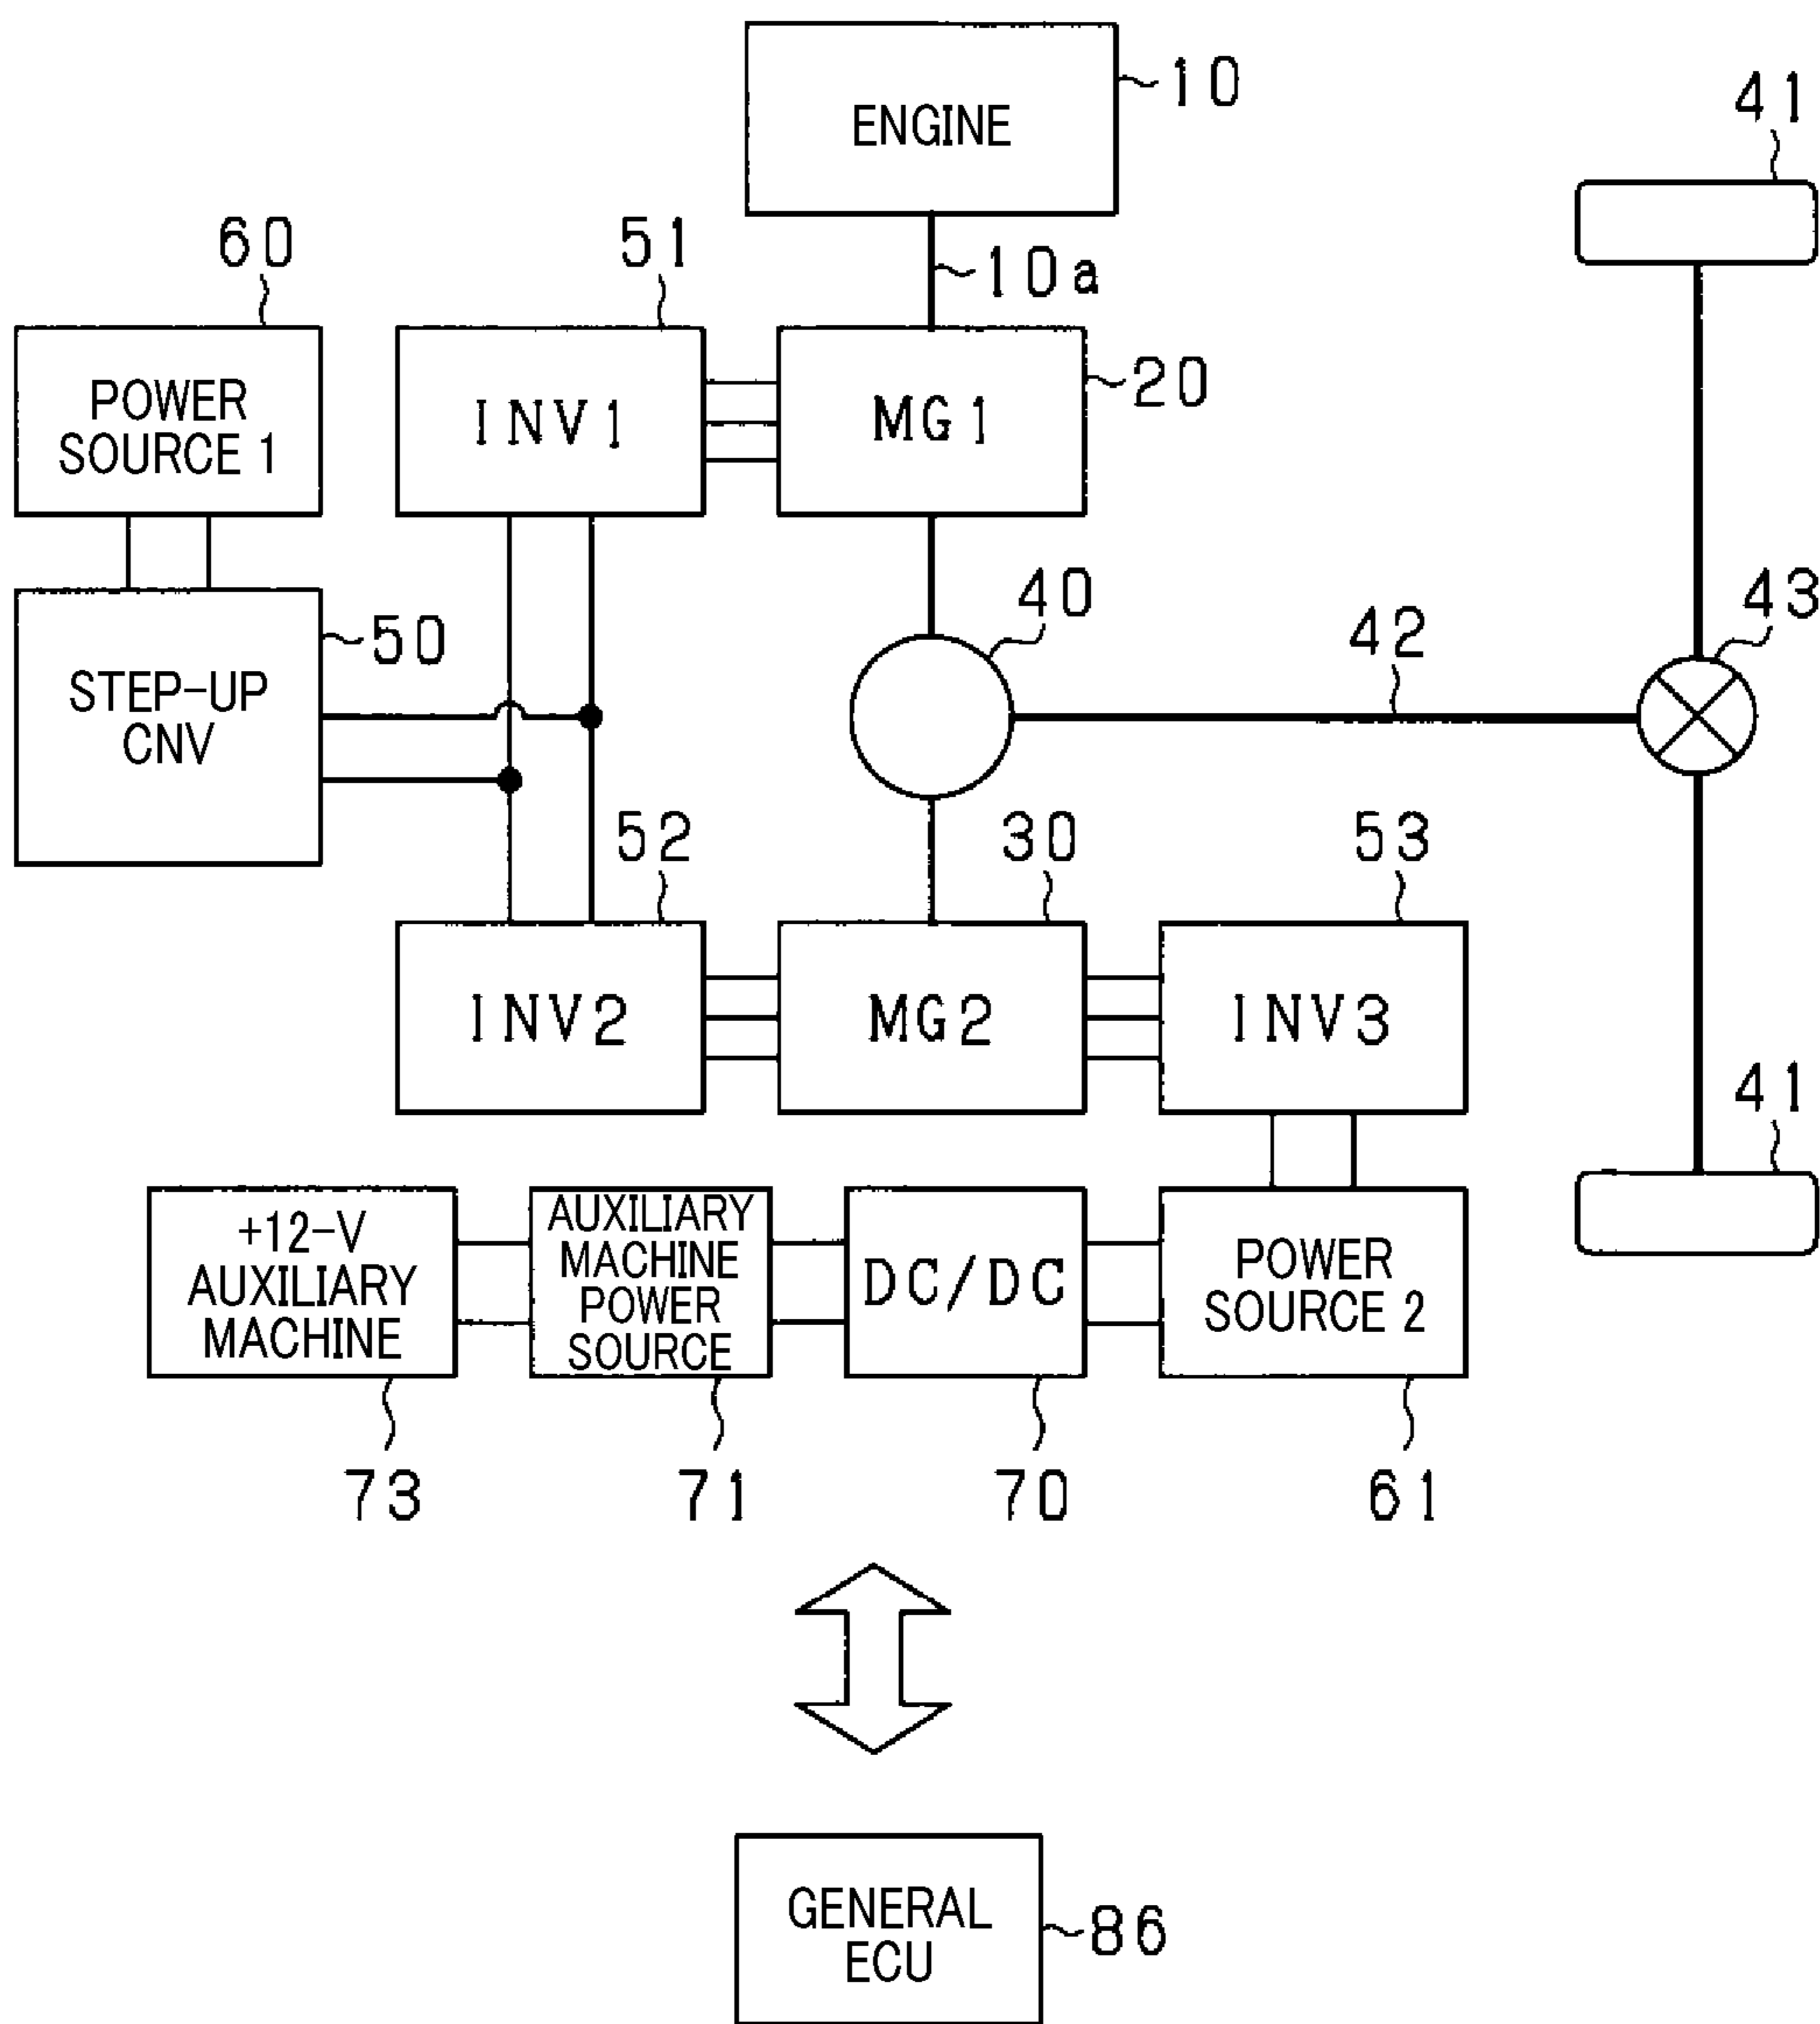 10
ENGINE
41
60
51
10a
POWER
SOURCE 1
INV1
MG1
20
40
43
50
42
STEP-UP
CNV
52
30
53
INV2
MG2
INV3
41
+12-V
AUXILIARY
MACHINE
AUXILIARY
MACHINE
POWER
SOURCE
DC/DC
POWER
SOURCE 2
73
71
70
61
GENERAL
ECU
86